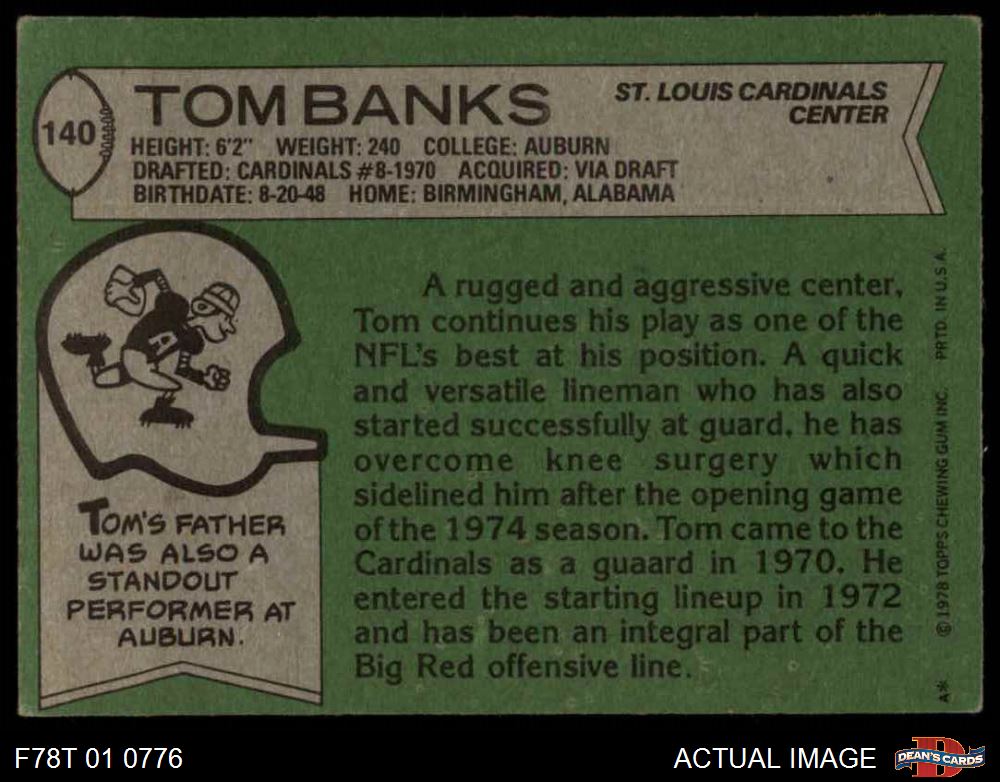 140
TOM BANKS
ST. LOUIS CARDINALS
CENTER
HEIGHT: 6'2" WEIGHT: 240 COLLEGE: AUBURN
DRAFTED: CARDINALS #8-1970 ACQUIRED: VIA DRAFT
BIRTHDATE: 8-20-48 HOME: BIRMINGHAM, ALABAMA
A
TOM'S FATHER
WAS ALSO A
STANDOUT
PERFORMER AT
AUBURN.
A rugged and aggressive center,
Tom continues his play as one of the
NFL's best at his position. A quick
and versatile lineman who has also
started successfully at guard, he has
overcome knee surgery which
sidelined him after the opening game
of the 1974 season. Tom came to the
Cardinals as a guaard in 1970. He
entered the starting lineup in 1972
and has been an integral part of the
Big Red offensive line.
A* © 1978 TOPPS CHEWING GUM INC. PRTD. IN U.S.A.
F78T 01 0776
ACTUAL IMAGE
D
DEAN'S CARDS